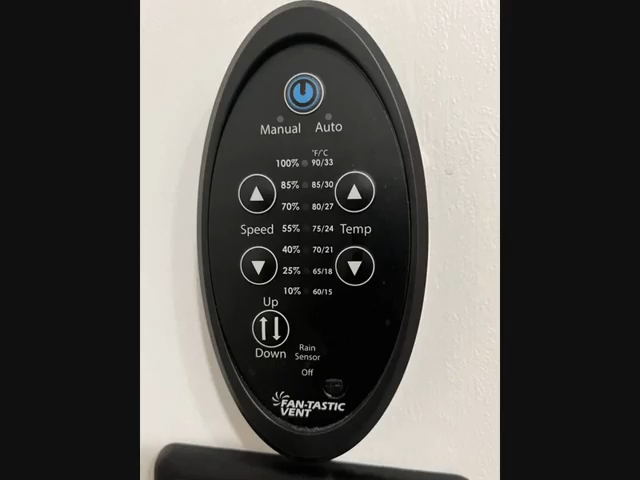 Manual Auto
°F/°C
100% 90/33
85% 85/30
70% 80/27
Speed 55% 75/24 Temp
40% 70/21
25% 65/18
10% 60/15
Up
Down
Rain
Sensor
Off
FAN-TASTIC
VENT